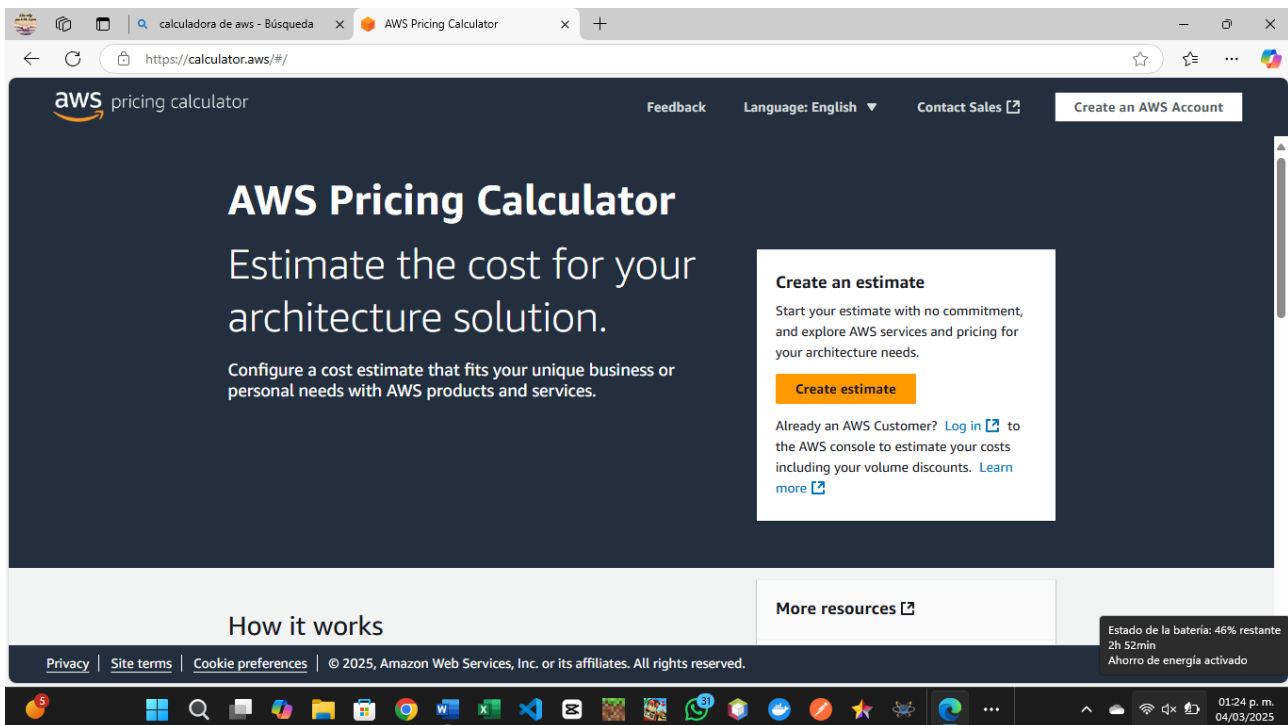 calculadora de aws - Búsqueda
AWS Pricing Calculator
https://calculator.aws/#/
aws pricing calculator
Feedback
Language: English ▼
Contact Sales
Create an AWS Account
AWS Pricing Calculator
Estimate the cost for your
architecture solution.
Configure a cost estimate that fits your unique business or
personal needs with AWS products and services.
Create an estimate
Start your estimate with no commitment,
and explore AWS services and pricing for
your architecture needs.
Create estimate
Already an AWS Customer? Log in to
the AWS console to estimate your costs
including your volume discounts. Learn
more
How it works
More resources
Estado de la batería: 46% restante
2h 52min
Ahorro de energía activado
Privacy | Site terms | Cookie preferences | © 2025, Amazon Web Services, Inc. or its affiliates. All rights reserved.
5
31
01:24 p. m.
04/03/2025